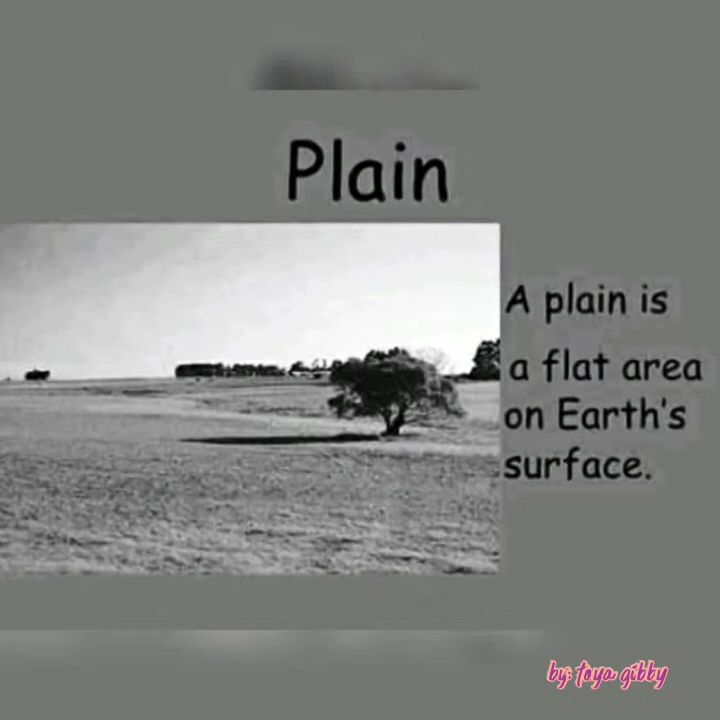 Plain
A plain is
a flat area
on Earth's
surface.
by: toya gibby